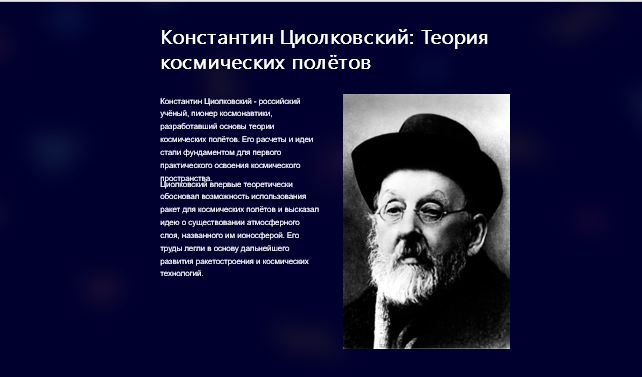 Константин Циолковский: Теория
космических полётов
Константин Циолковский - российский
учёный, пионер космонавтики,
разработавший основы теории
космических полётов. Его расчеты и идеи
стали фундаментом для первого
практического освоения космического
пространства.
Циолковский впервые теоретически
обосновал возможность использования
ракет для космических полётов и высказал
идею о существовании атмосферного
слоя, названного им ионосферой. Его
труды легли в основу дальнейшего
развития ракетостроения и космических
технологий.